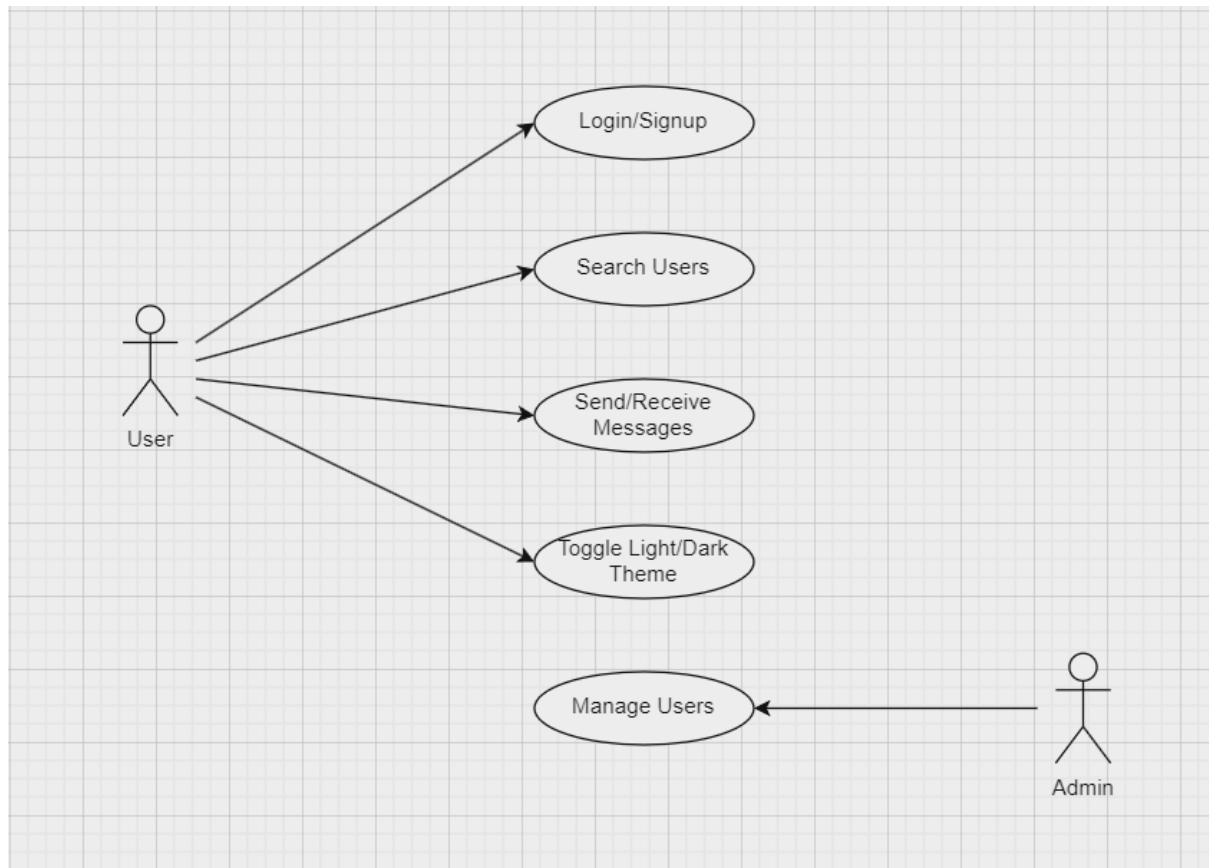 Login/Signup
Search Users
Send/Receive
Messages
User
Toggle Light/Dark
Theme
Manage Users
Admin